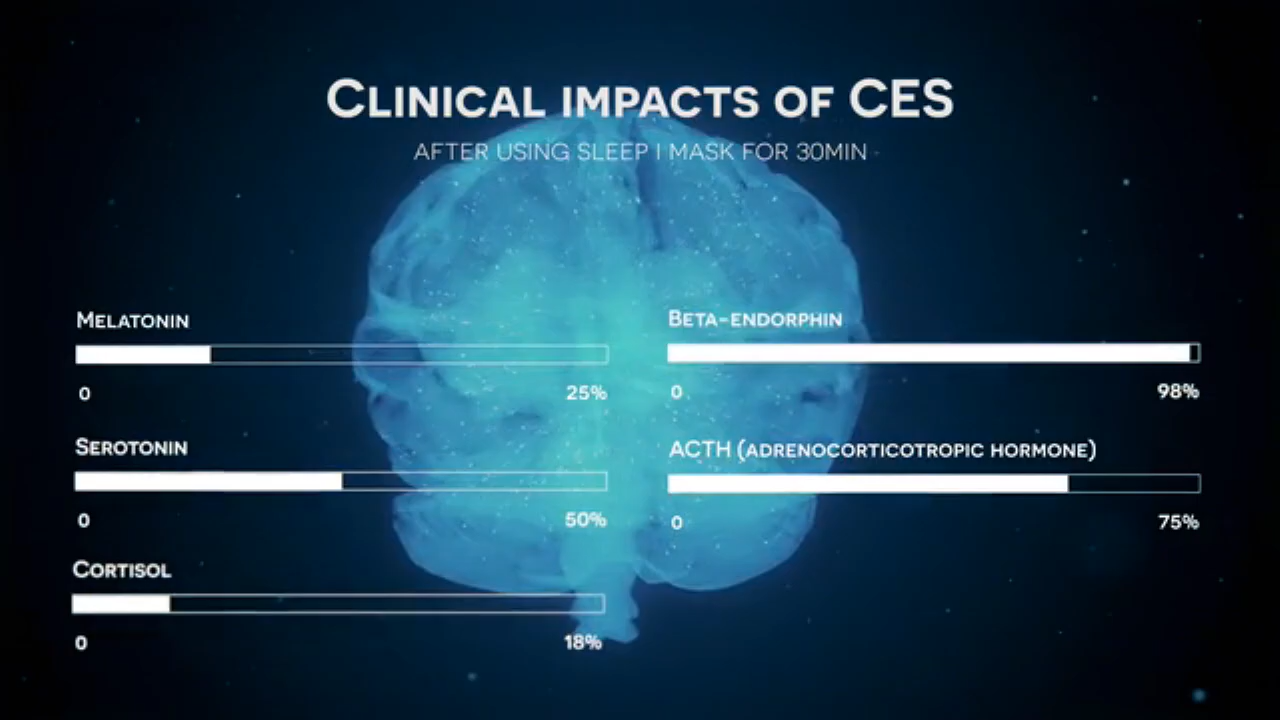 CLINICAL IMPACTS OF CES
AFTER USING SLEEP I MASK FOR 30MIN
MELATONIN
0 25%
SEROTONIN
0 50%
CORTISOL
0 18%
BETA-ENDORPHIN
0 98%
ACTH (ADRENOCORTICOTROPIC HORMONE)
0 75%